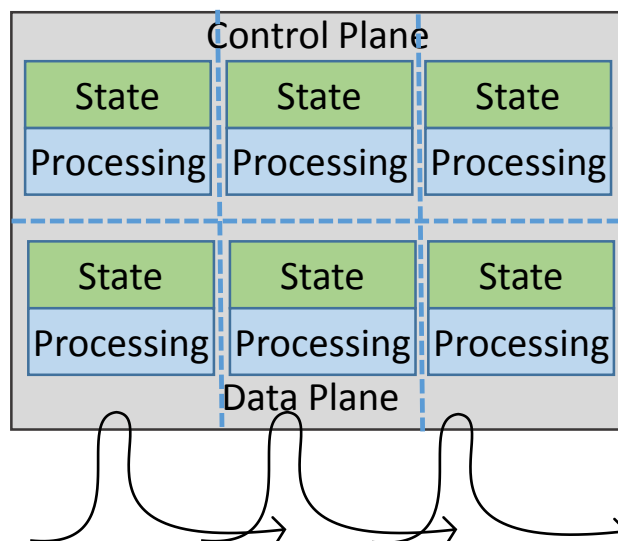 Control Plane
State State State
Processing Processing Processing
State State State
Processing Processing Processing
Data Plane